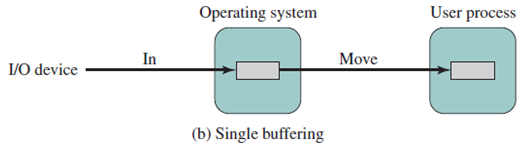 Operating system
User process
I/O device
In
Move
(b) Single buffering